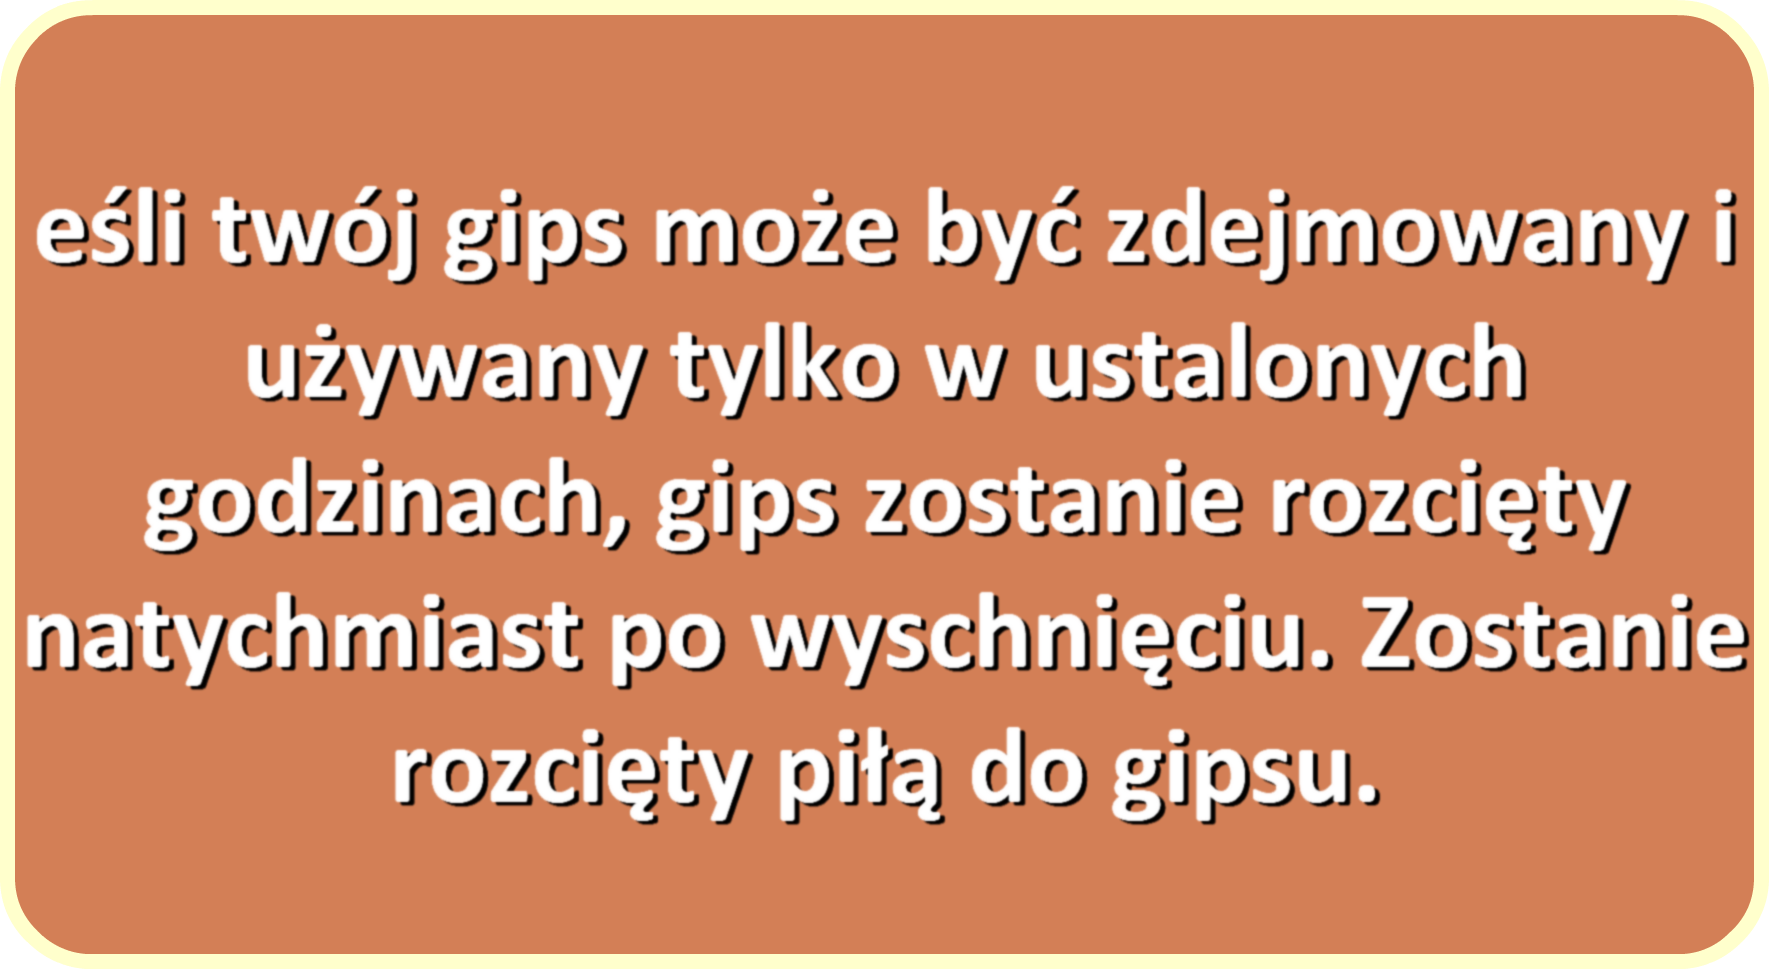 eśli twój gips może być zdejmowany i
używany tylko w ustalonych
godzinach, gips zostanie rozcięty
natychmiast po wyschnięciu. Zostanie
rozcięty piłą do gipsu.